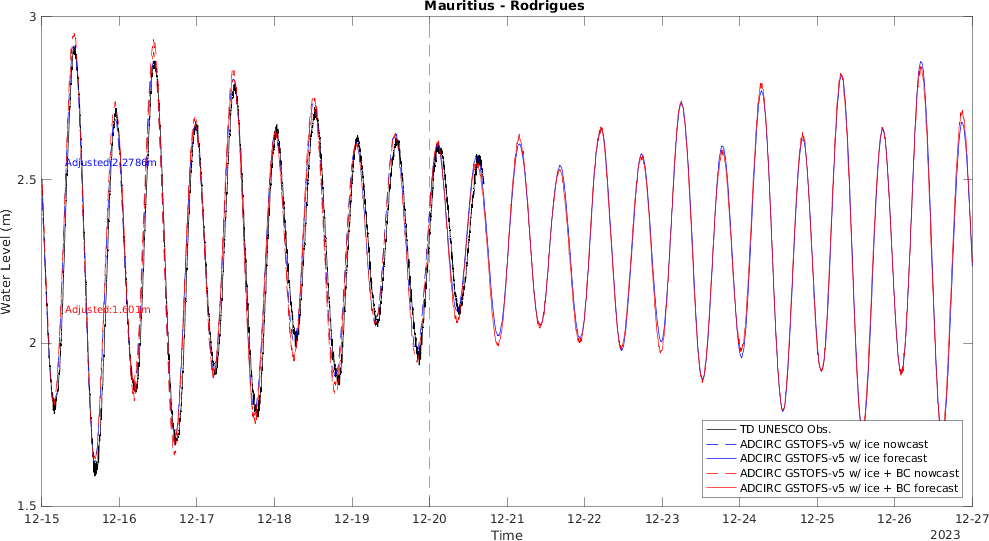 Mauritius - Rodrigues
3
2.5
2
1.5
Water Level (m)
Adjusted:2.2786m
Adjusted:1.601m
TD UNESCO Obs.
ADCIRC GSTOFS-v5 w/ ice nowcast
ADCIRC GSTOFS-v5 w/ ice forecast
ADCIRC GSTOFS-v5 w/ ice + BC nowcast
ADCIRC GSTOFS-v5 w/ ice + BC forecast
12-15 12-16 12-17 12-18 12-19 12-20 12-21 12-22 12-23 12-24 12-25 12-26 12-27
Time
2023